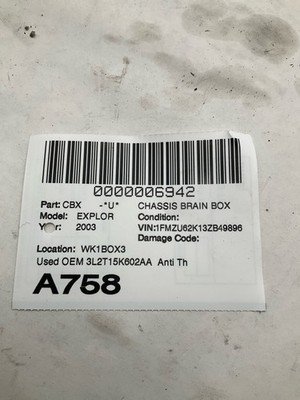 0000006942
Part: CBX -*U* CHASSIS BRAIN BOX
Model: EXPLOR Condition:
Year: 2003 VIN:1FMZU62K13ZB49896
Damage Code:
Location: WK1BOX3
Used OEM 3L2T15K602AA Anti Th
A758